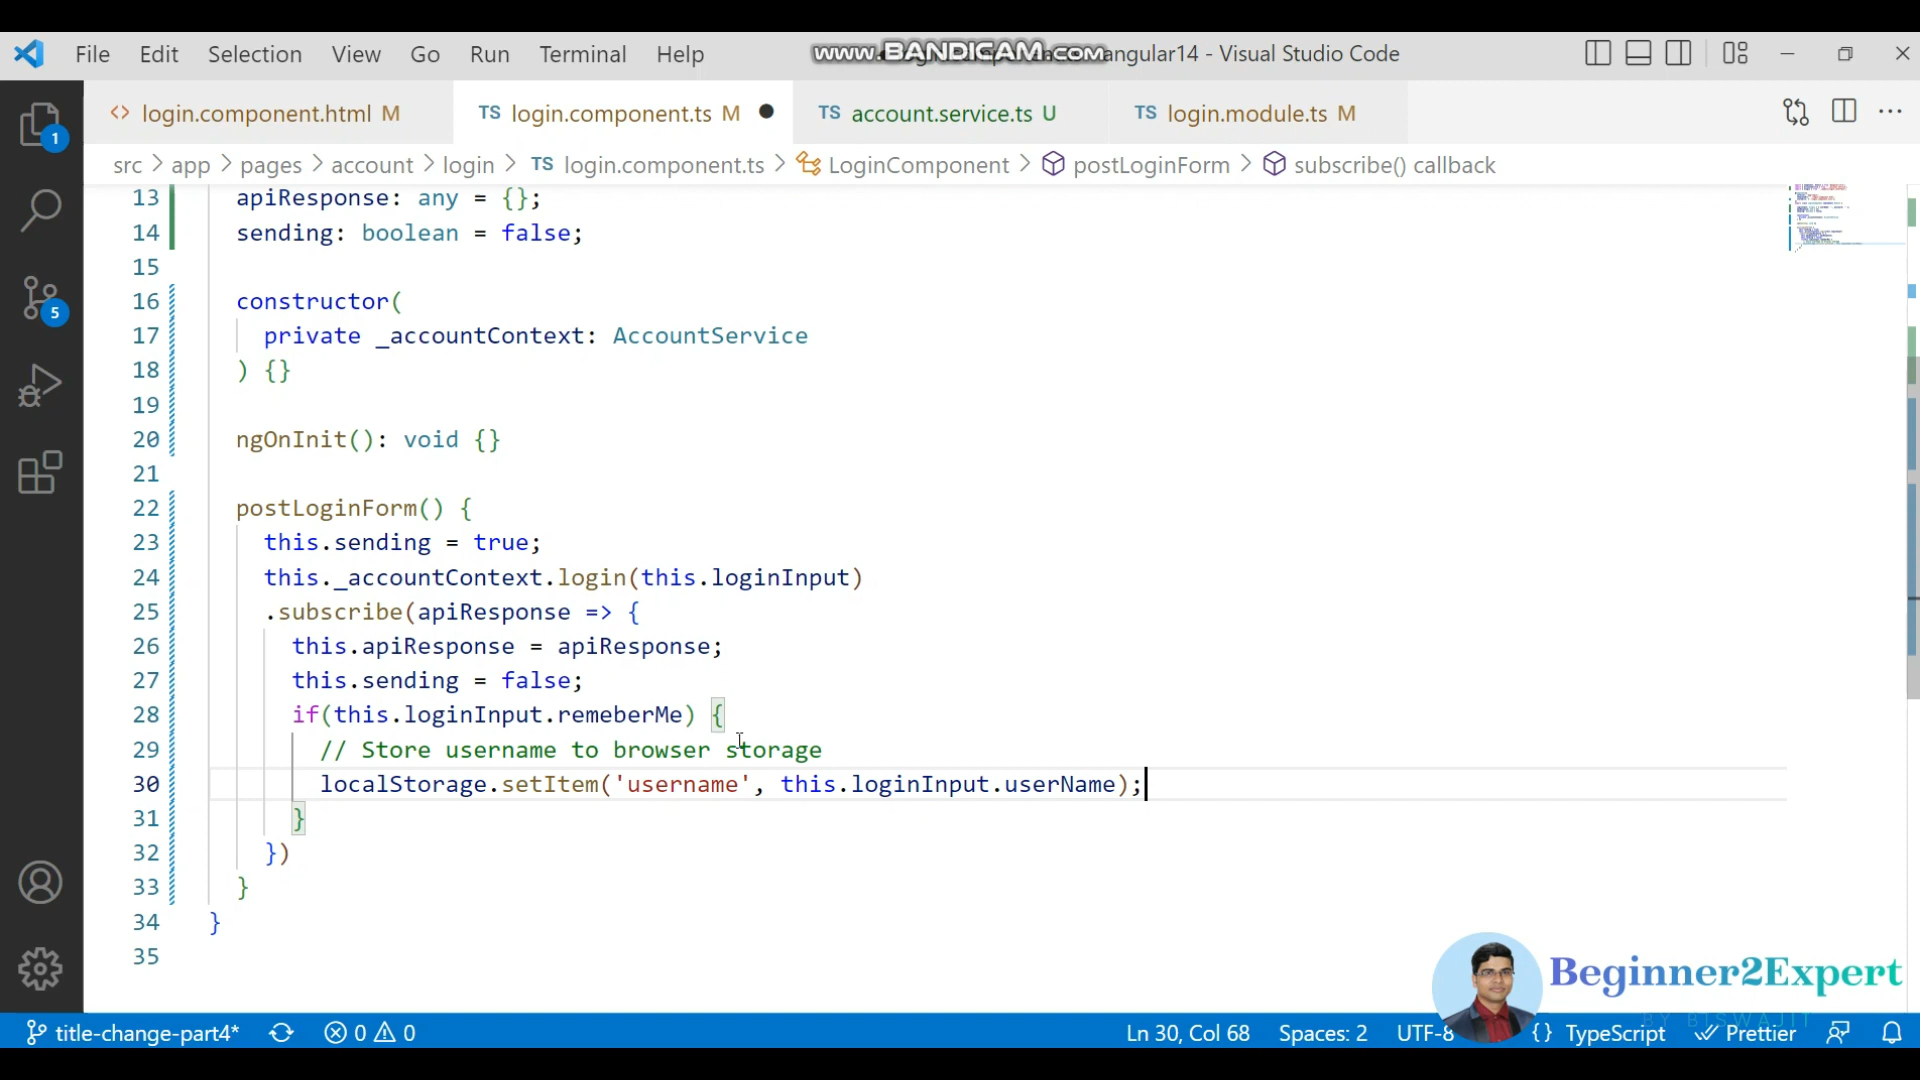 File Edit Selection View Go Run Terminal Help
www.BANDICAM.com
angular14 - Visual Studio Code
login.component.html M
TS login.component.ts M
TS account.service.ts U
TS login.module.ts M
src > app > pages > account > login > TS login.component.ts > LoginComponent > postLoginForm > subscribe() callback
13 apiResponse: any = {};
14 sending: boolean = false;
15
16 constructor(
17 private _accountContext: AccountService
18 ) {}
19
20 ngOnInit(): void {}
21
22 postLoginForm() {
23 this.sending = true;
24 this._accountContext.login(this.loginInput)
25 .subscribe(apiResponse => {
26 this.apiResponse = apiResponse;
27 this.sending = false;
28 if(this.loginInput.remeberMe) {
29 // Store username to browser storage
30 localStorage.setItem('username', this.loginInput.userName);
31 }
32 })
33 }
34 }
35
1
5
Beginner2Expert
BY BISWAJIT
title-change-part4* 0 0 Ln 30, Col 68 Spaces: 2 UTF-8 {} TypeScript Prettier